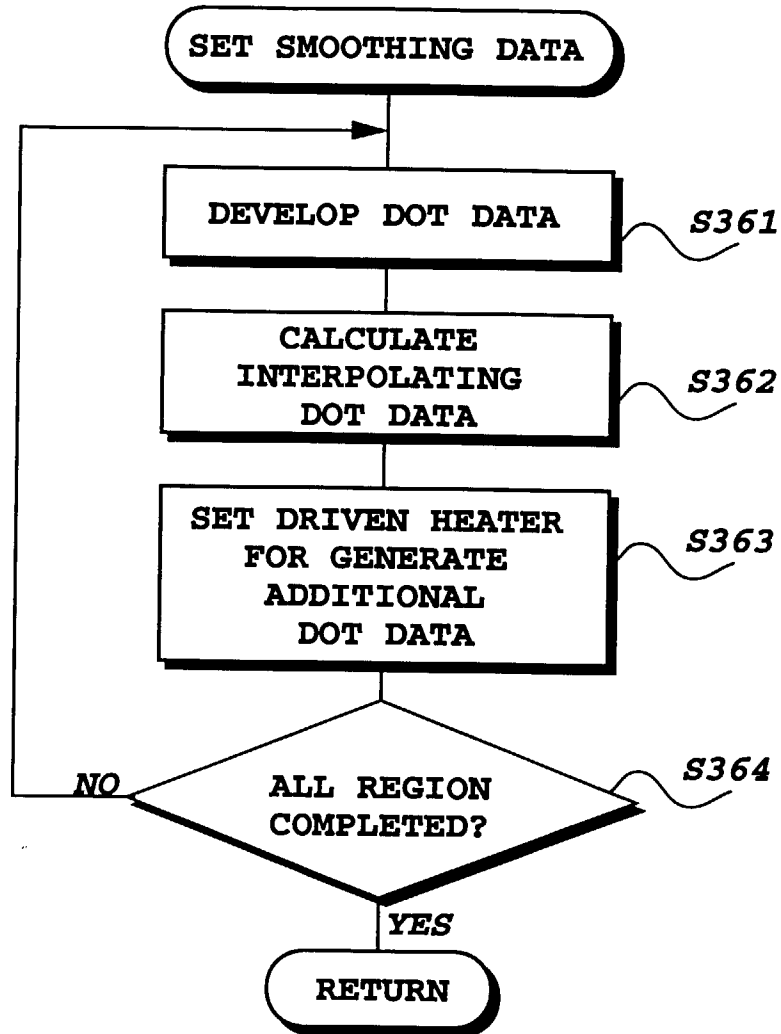 SET SMOOTHING DATA
DEVELOP DOT DATA
S361
CALCULATE
INTERPOLATING
DOT DATA
S362
SET DRIVEN HEATER
FOR GENERATE
ADDITIONAL
DOT DATA
S363
ALL REGION
COMPLETED?
S364
NO
YES
RETURN